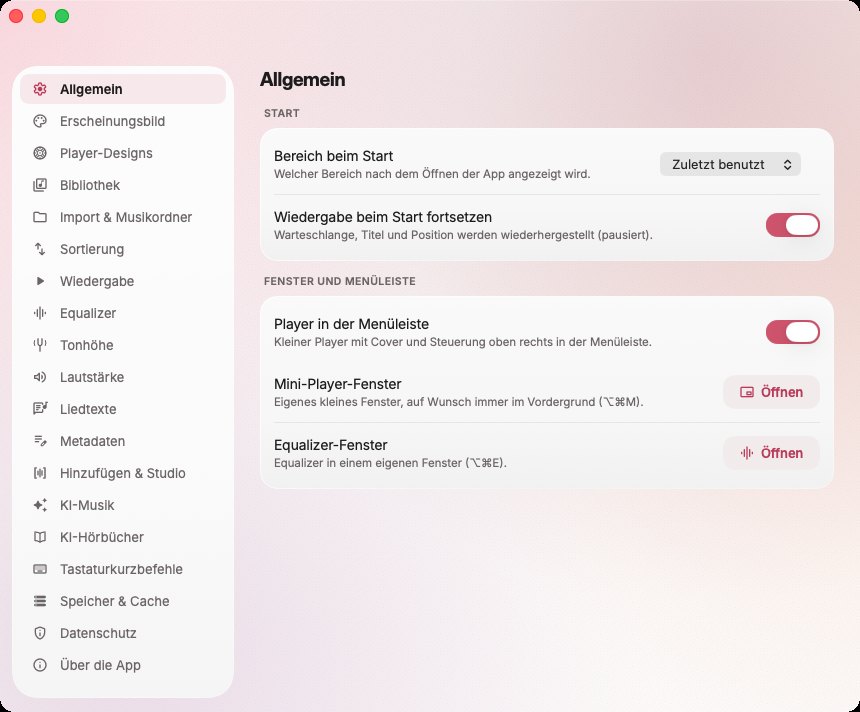 Allgemein
Erscheinungsbild
Player-Designs
Bibliothek
Import & Musikordner
Sortierung
Wiedergabe
Equalizer
Tonhöhe
Lautstärke
Liedtexte
Metadaten
Hinzufügen & Studio
KI-Musik
KI-Hörbücher
Tastaturkurzbefehle
Speicher & Cache
Datenschutz
Über die App
Allgemein
START
Bereich beim Start
Welcher Bereich nach dem Öffnen der App angezeigt wird.
Zuletzt benutzt
Wiedergabe beim Start fortsetzen
Warteschlange, Titel und Position werden wiederhergestellt (pausiert).
FENSTER UND MENÜLEISTE
Player in der Menüleiste
Kleiner Player mit Cover und Steuerung oben rechts in der Menüleiste.
Mini-Player-Fenster
Eigenes kleines Fenster, auf Wunsch immer im Vordergrund (⌥⌘M).
Öffnen
Equalizer-Fenster
Equalizer in einem eigenen Fenster (⌥⌘E).
Öffnen